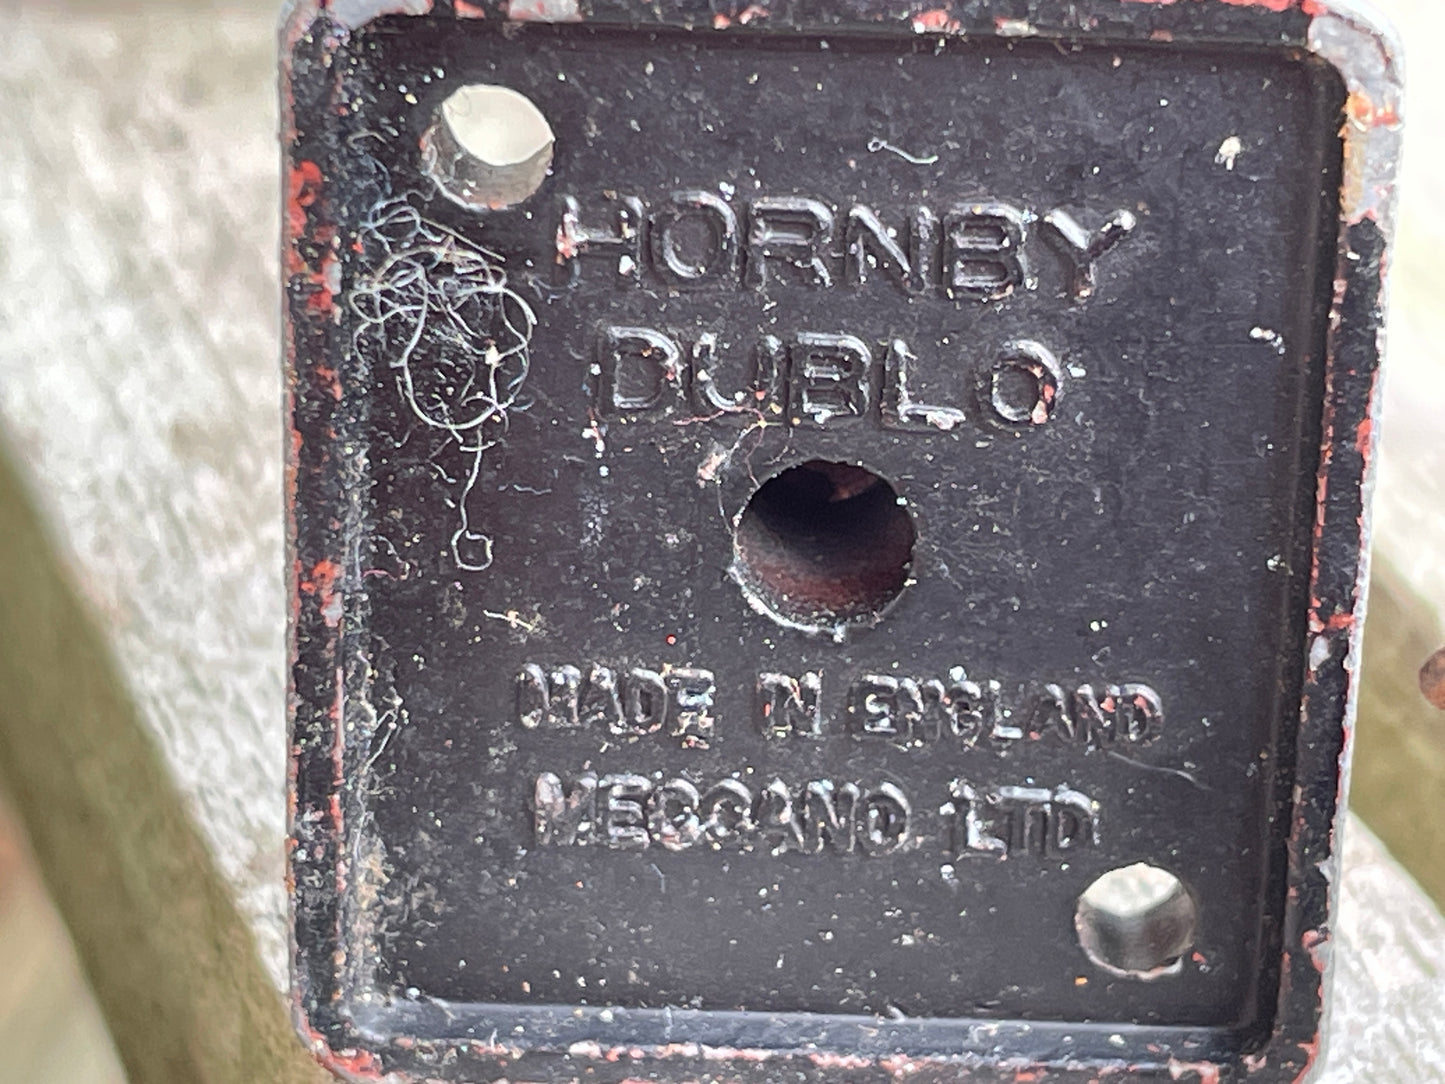 HORNBY
DUBLO
MADE IN ENGLAND
MECCANO LTD